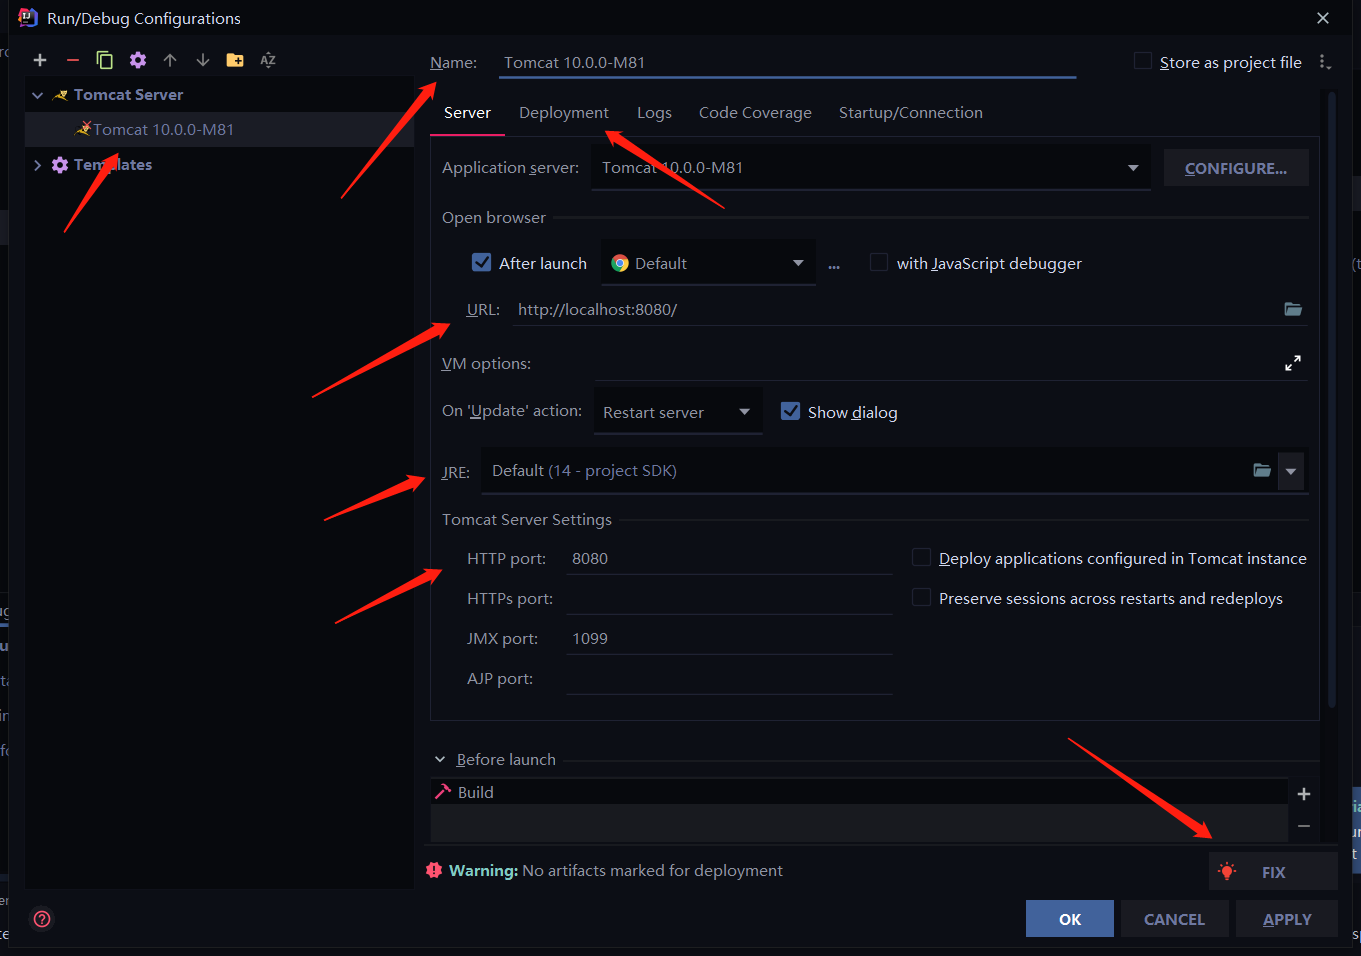 Run/Debug Configurations
Name: Tomcat 10.0.0-M81
Store as project file
Tomcat Server
Tomcat 10.0.0-M81
Templates
Server Deployment Logs Code Coverage Startup/Connection
Application server: Tomcat 10.0.0-M81 CONFIGURE...
Open browser
After launch Default ... with JavaScript debugger
URL: http://localhost:8080/
VM options:
On 'Update' action: Restart server Show dialog
JRE: Default (14 - project SDK)
Tomcat Server Settings
HTTP port: 8080 Deploy applications configured in Tomcat instance
HTTPs port: Preserve sessions across restarts and redeploys
JMX port: 1099
AJP port:
Before launch
Build
Warning: No artifacts marked for deployment FIX
OK CANCEL APPLY